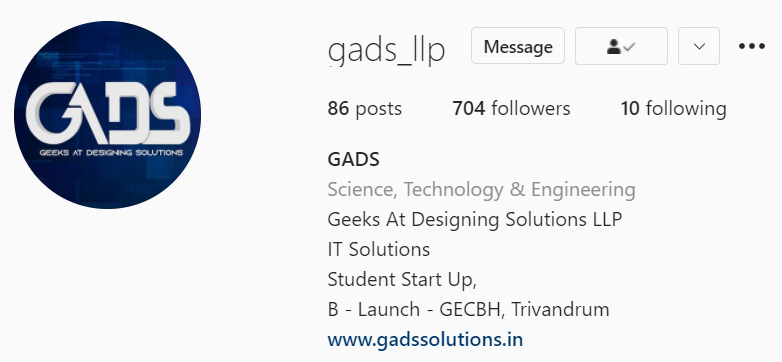 GADS
GEEKS AT DESIGNING SOLUTIONS
gads_llp
Message
86 posts 704 followers 10 following
GADS
Science, Technology & Engineering
Geeks At Designing Solutions LLP
IT Solutions
Student Start Up,
B - Launch - GECBH, Trivandrum
www.gadssolutions.in